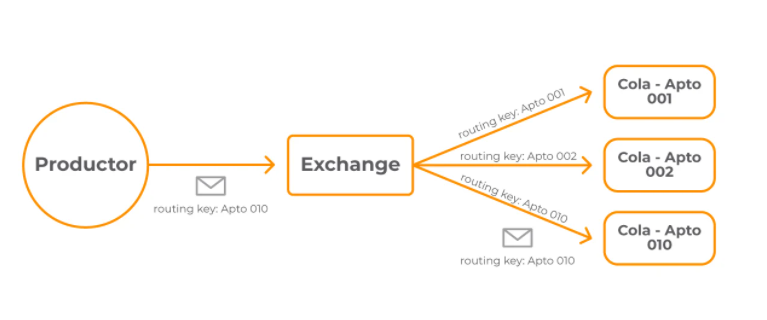 Productor
routing key: Apto 010
Exchange
routing key: Apto 001
routing key: Apto 002
routing key: Apto 010
routing key: Apto 010
Cola - Apto
001
Cola - Apto
002
Cola - Apto
010